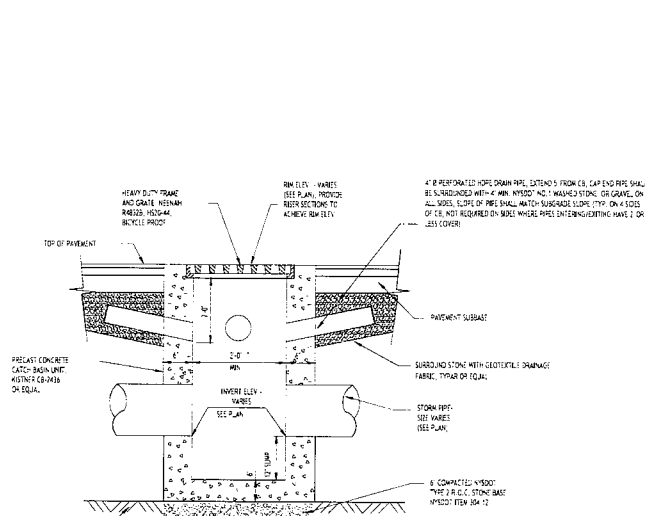 HEAVY DUTY FRAME
AND GRATE NEENAH
R4832B, HS20-44,
BICYCLE PROOF
RIM ELEV. - VARIES
(SEE PLAN), PROVIDE
RISER SECTIONS TO
ACHIEVE RIM ELEV
4" Ø PERFORATED HDPE DRAIN PIPE, EXTEND 5' FROM CB, CAP END PIPE SHALL
BE SURROUNDED WITH 4" MIN. NYSDOT NO.1 WASHED STONE OR GRAVEL ON
ALL SIDES, SLOPE OF PIPE SHALL MATCH SUBGRADE SLOPE (TYP. ON 4 SIDES
OF CB, NOT REQUIRED ON SIDES WHERE PIPES ENTERING/EXITING HAVE 2' OR
LESS COVER)
TOP OF PAVEMENT
PAVEMENT SUBBASE
1'-0"
6"
2'-0"
6"
MIN
PRECAST CONCRETE
CATCH BASIN UNIT,
KISTNER CB-2436
OR EQUAL
SURROUND STONE WITH GEOTEXTILE DRAINAGE
FABRIC, TYPAR OR EQUAL
INVERT ELEV -
VARIES
SEE PLAN
STORM PIPE-
SIZE VARIES
(SEE PLAN)
12" SUMP
6"
6" COMPACTED NYSDOT
TYPE 2 R.O.C. STONE BASE
NYSDOT ITEM 304.12